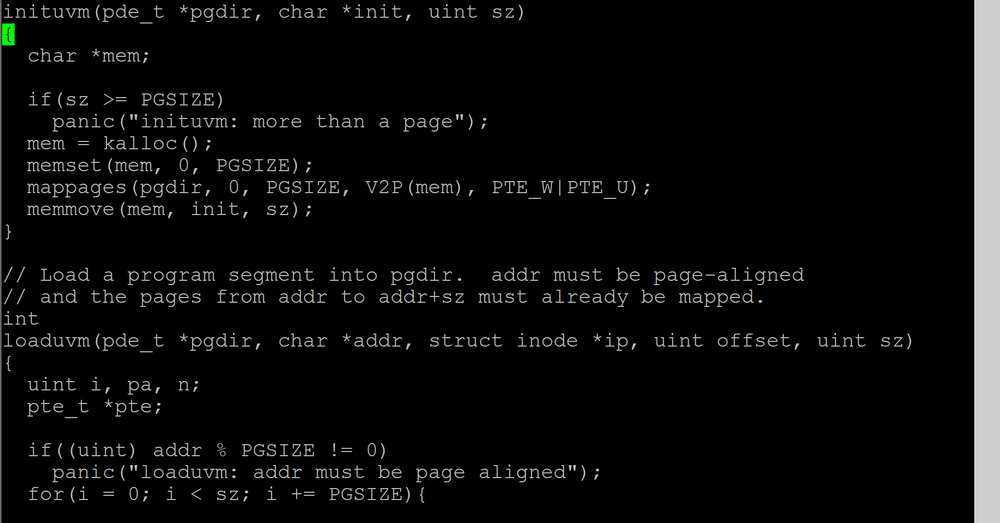 inituvm(pde_t *pgdir, char *init, uint sz)
{
  char *mem;

  if(sz >= PGSIZE)
    panic("inituvm: more than a page");
  mem = kalloc();
  memset(mem, 0, PGSIZE);
  mappages(pgdir, 0, PGSIZE, V2P(mem), PTE_W|PTE_U);
  memmove(mem, init, sz);
}

// Load a program segment into pgdir.  addr must be page-aligned
// and the pages from addr to addr+sz must already be mapped.
int
loaduvm(pde_t *pgdir, char *addr, struct inode *ip, uint offset, uint sz)
{
  uint i, pa, n;
  pte_t *pte;

  if((uint) addr % PGSIZE != 0)
    panic("loaduvm: addr must be page aligned");
  for(i = 0; i < sz; i += PGSIZE){